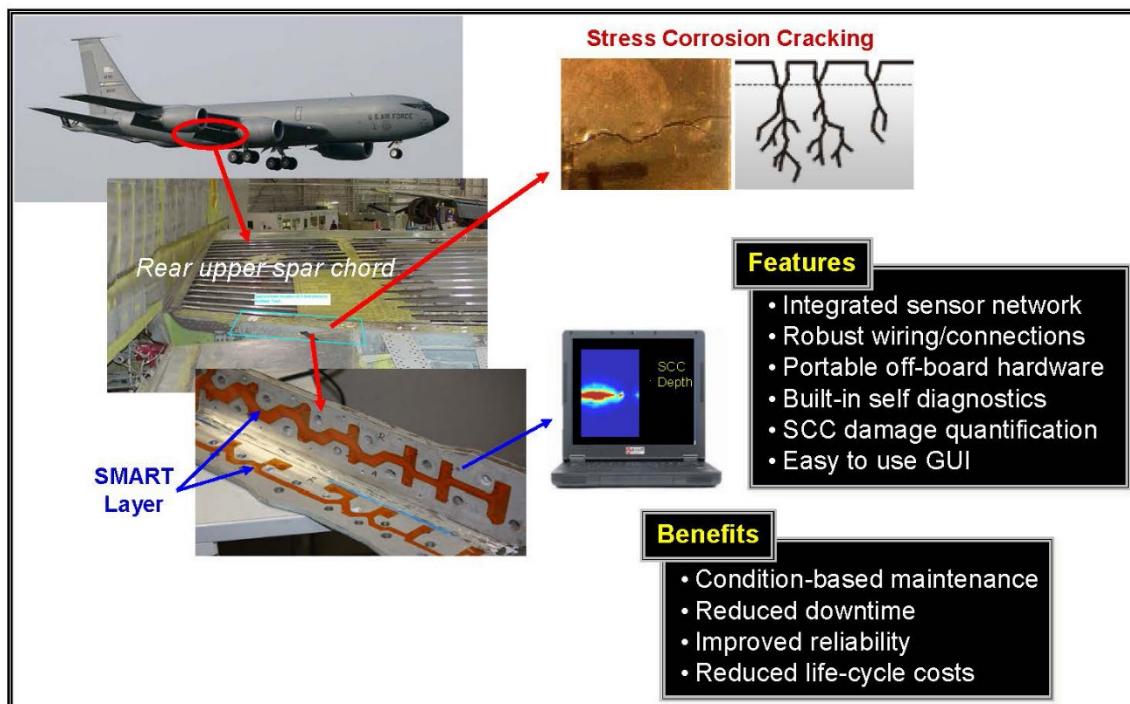 Stress Corrosion Cracking
U.S. AIR FORCE
Rear upper spar chord
SMART
Layer
SCC
Depth
Features
• Integrated sensor network
• Robust wiring/connections
• Portable off-board hardware
• Built-in self diagnostics
• SCC damage quantification
• Easy to use GUI
Benefits
• Condition-based maintenance
• Reduced downtime
• Improved reliability
• Reduced life-cycle costs